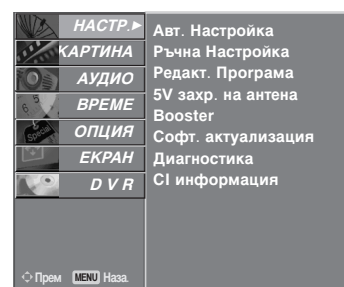 НАСТР.
КАРТИНА
АУДИО
ВРЕМЕ
ОПЦИЯ
ЕКРАН
D V R
Авт. Настройка
Ръчна Настройка
Редакт. Програма
5V захр. на антена
Booster
Софт. актуализация
Диагностика
CI информация
Прем MENU Наза.